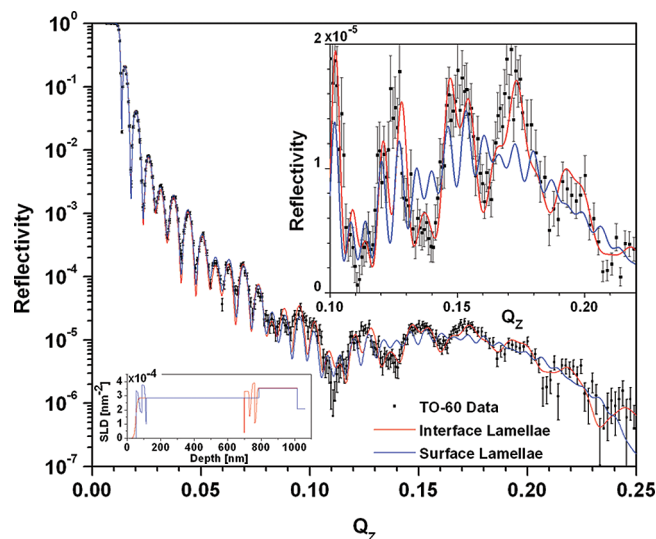 10⁰
10⁻¹
10⁻²
10⁻³
10⁻⁴
10⁻⁵
10⁻⁶
10⁻⁷
Reflectivity
0.00 0.05 0.10 0.15 0.20 0.25
Qz
2 x10⁻⁵
1
0
Reflectivity
0.10 0.15 0.20
Qz
x10⁻⁴
4
3
2
1
0
SLD [nm⁻²]
0 200 400 600 800 1000
Depth [nm]
TO-60 Data
Interface Lamellae
Surface Lamellae